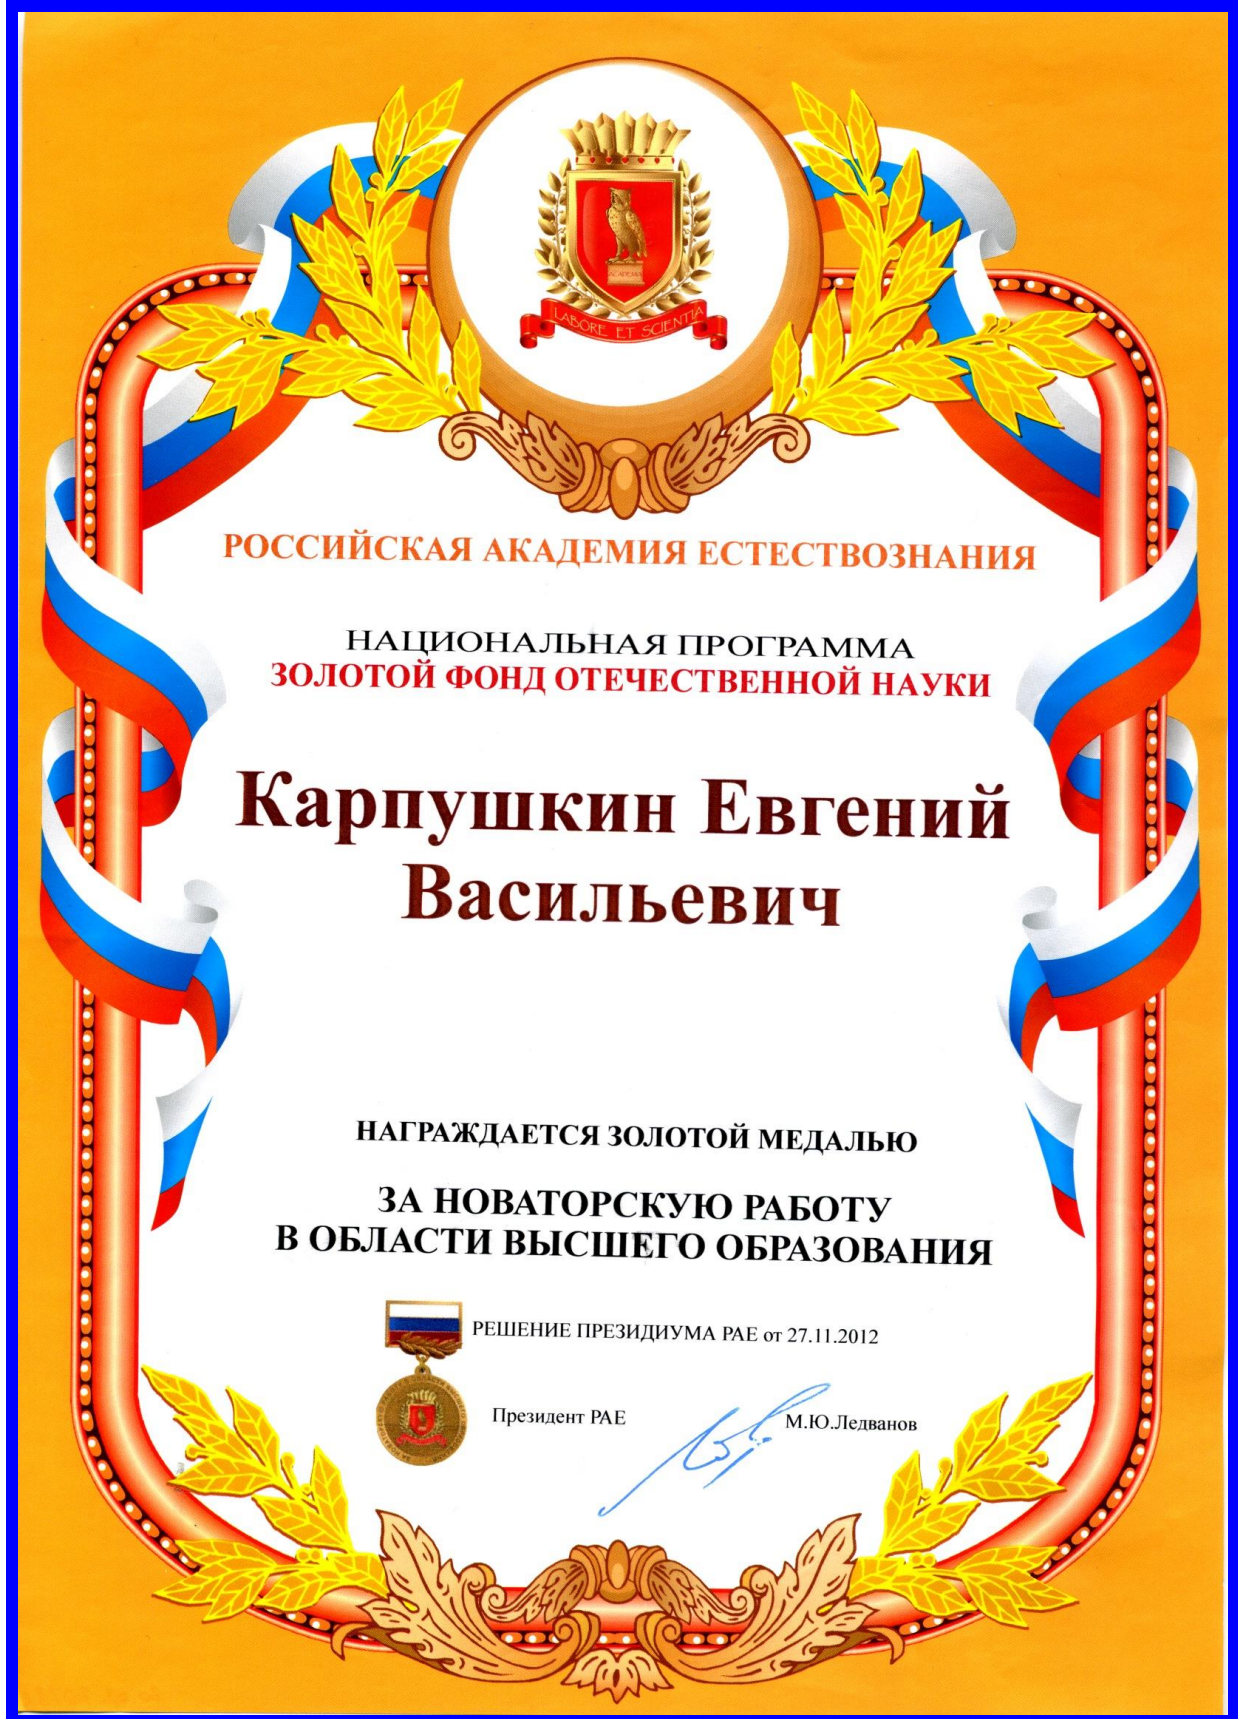 ACADEMIA
LABORE ET SCIENTIA
РОССИЙСКАЯ АКАДЕМИЯ ЕСТЕСТВОЗНАНИЯ
НАЦИОНАЛЬНАЯ ПРОГРАММА
ЗОЛОТОЙ ФОНД ОТЕЧЕСТВЕННОЙ НАУКИ
Карпушкин Евгений
Васильевич
НАГРАЖДАЕТСЯ ЗОЛОТОЙ МЕДАЛЬЮ
ЗА НОВАТОРСКУЮ РАБОТУ
В ОБЛАСТИ ВЫСШЕГО ОБРАЗОВАНИЯ
РЕШЕНИЕ ПРЕЗИДИУМА РАЕ от 27.11.2012
Президент РАЕ
М.Ю.Ледванов